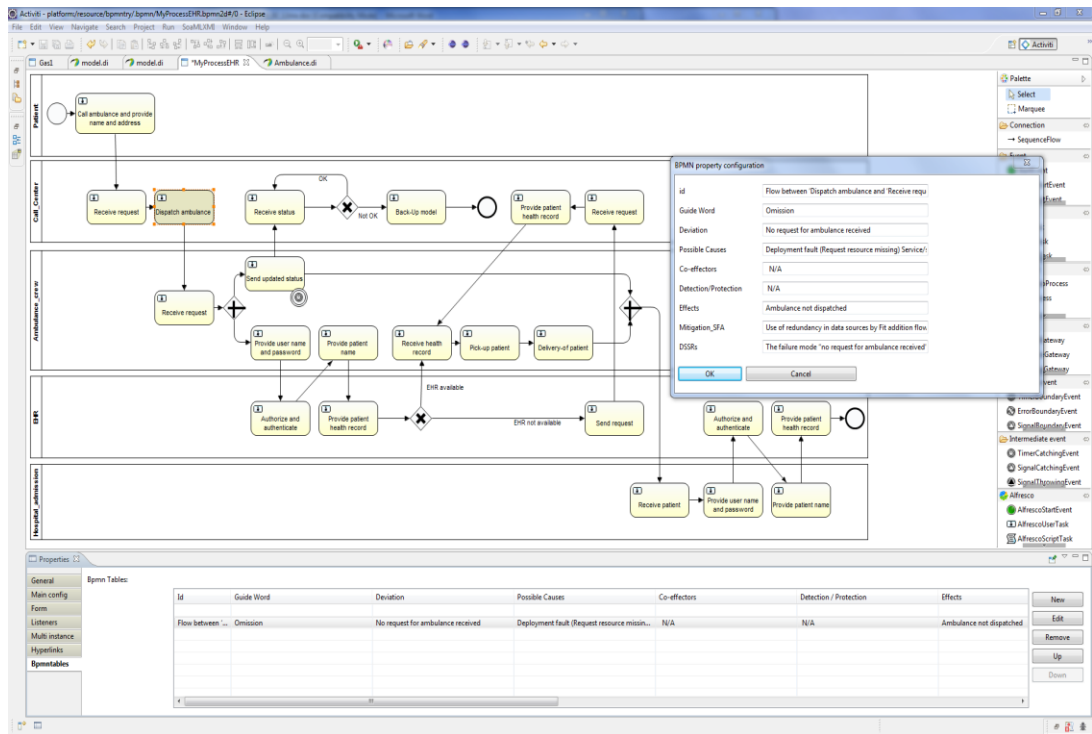 Activiti - platform:/resource/bpmntry/.bpmn/MyProcessEHR.bpmn2d#/0 - Eclipse
File Edit View Navigate Search Project Run SoaMLXMI Window Help
Activiti
Gas1 model.di model.di *MyProcessEHR Ambulance.di
Palette
Select
Marquee
Connection
SequenceFlow
Patient
Call ambulance and provide
name and address
Call_Center
Receive request
Dispatch ambulance
Receive status
OK
Not OK
Back-Up model
Provide patient
health record
Receive request
Ambulance_crew
Receive request
Send updated status
Provide user name
and password
Provide patient
name
Receive health
record
Pick-up patient
Delivery-of patient
EHR
Authorize and
authenticate
Provide patient
health record
EHR available
EHR not available
Send request
Authorize and
authenticate
Provide patient
health record
Hospital_admission
Receive patient
Provide user name
and password
Provide patient name
BPMN property configuration
id Flow between 'Dispatch ambulance and 'Receive requ
Guide Word Omission
Deviation No request for ambulance received
Possible Causes Deployment fault (Request resource missing) Service/
Co-effectors N/A
Detection/Protection N/A
Effects Ambulance not dispatched
Mitigation_SFA Use of redundancy in data sources by Fit addition flow
DSSRs The failure mode "no request for ambulance received'
OK Cancel
ErrorBoundaryEvent
SignalBoundaryEvent
Intermediate event
TimerCatchingEvent
SignalCatchingEvent
SignalThrowingEvent
Alfresco
AlfrescoStartEvent
AlfrescoUserTask
AlfrescoScriptTask
Properties
General
Main config
Form
Listeners
Multi instance
Hyperlinks
Bpmntables
Bpmn Tables:
Id Guide Word Deviation Possible Causes Co-effectors Detection / Protection Effects
Flow between '... Omission No request for ambulance received Deployment fault (Request resource missin... N/A N/A Ambulance not dispatched
New
Edit
Remove
Up
Down